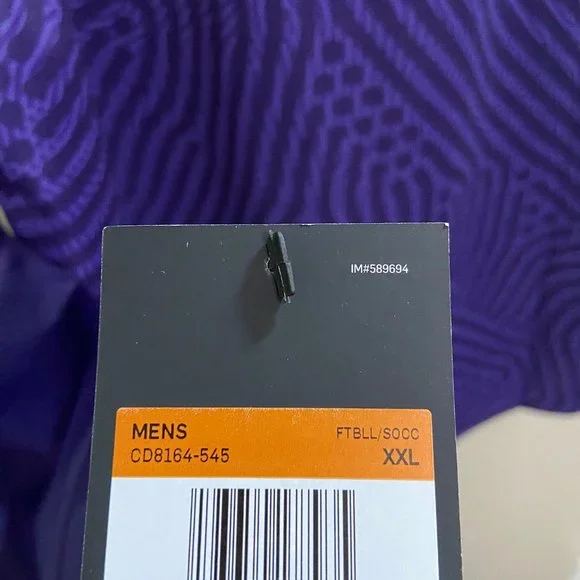 IM#589694
MENS FTBLL/SOCC
CD8164-545 XXL